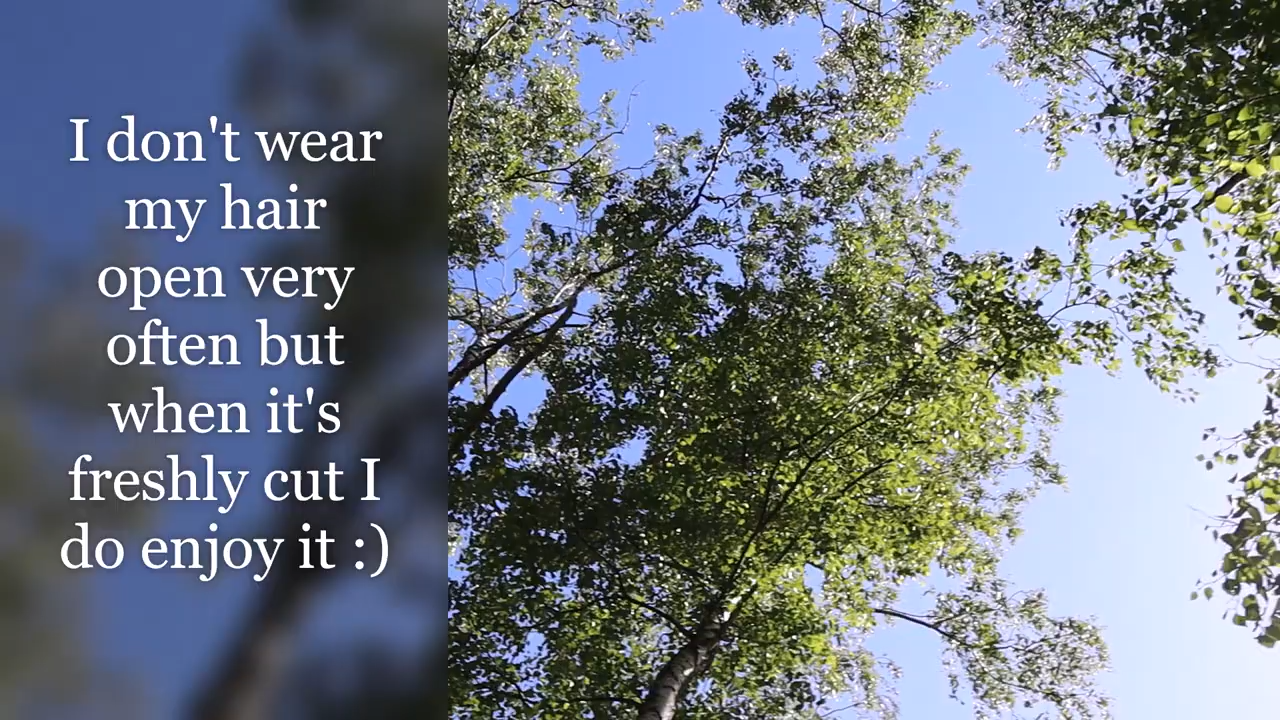 I don't wear
my hair
open very
often but
when it's
freshly cut I
do enjoy it :)